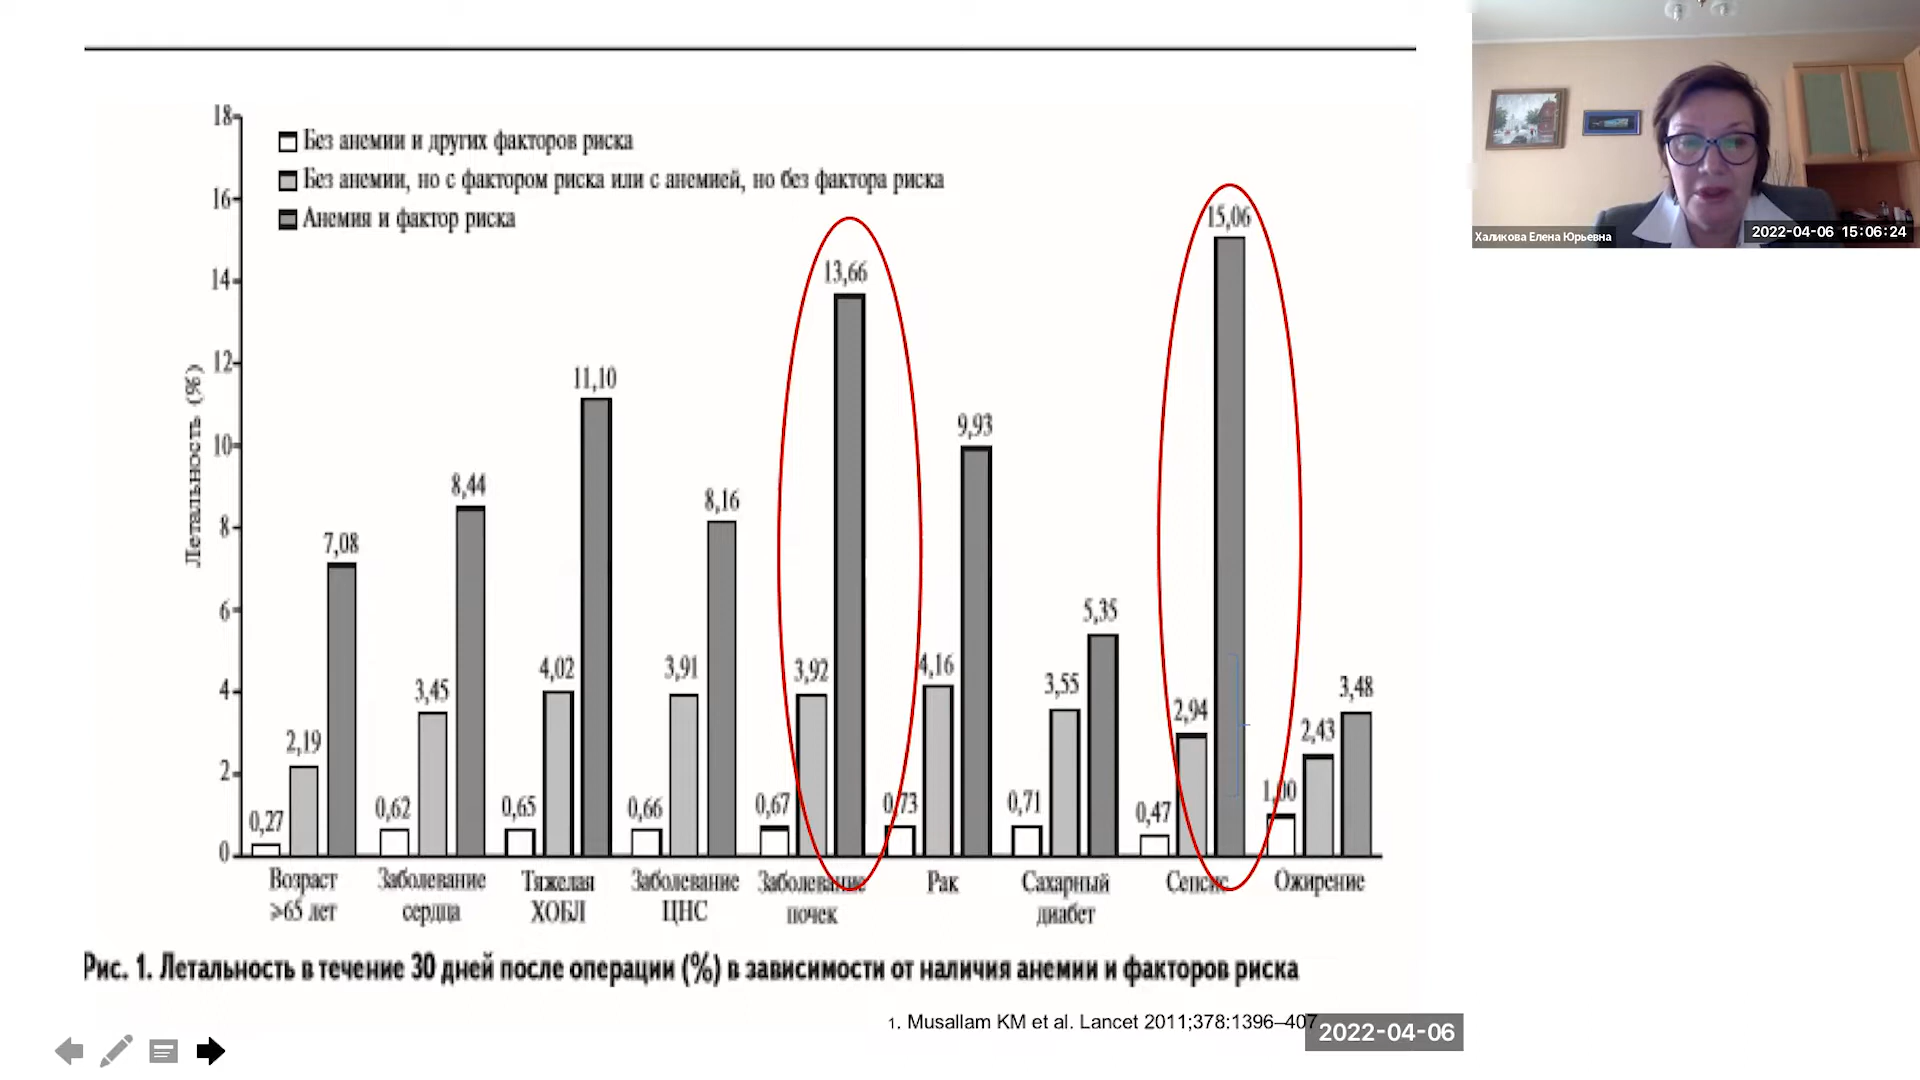 18
16
14
12
10
8
6
4
2
0
Летальность (%)
Без анемии и других факторов риска
Без анемии, но с фактором риска или с анемией, но без фактора риска
Анемия и фактор риска
0,27
2,19
7,08
0,62
3,45
8,44
0,65
4,02
11,10
0,66
3,91
8,16
0,67
3,92
13,66
0,73
4,16
9,93
0,71
3,55
5,35
0,47
2,94
15,06
1,00
2,43
3,48
Возраст
≥65 лет
Заболевание
сердца
Тяжелая
ХОБЛ
Заболевание
ЦНС
Заболевание
почек
Рак
Сахарный
диабет
Сепсис
Ожирение
Рис. 1. Летальность в течение 30 дней после операции (%) в зависимости от наличия анемии и факторов риска
1. Musallam KM et al. Lancet 2011;378:1396–407
2022-04-06
Халикова Елена Юрьевна
2022-04-06 15:06:24